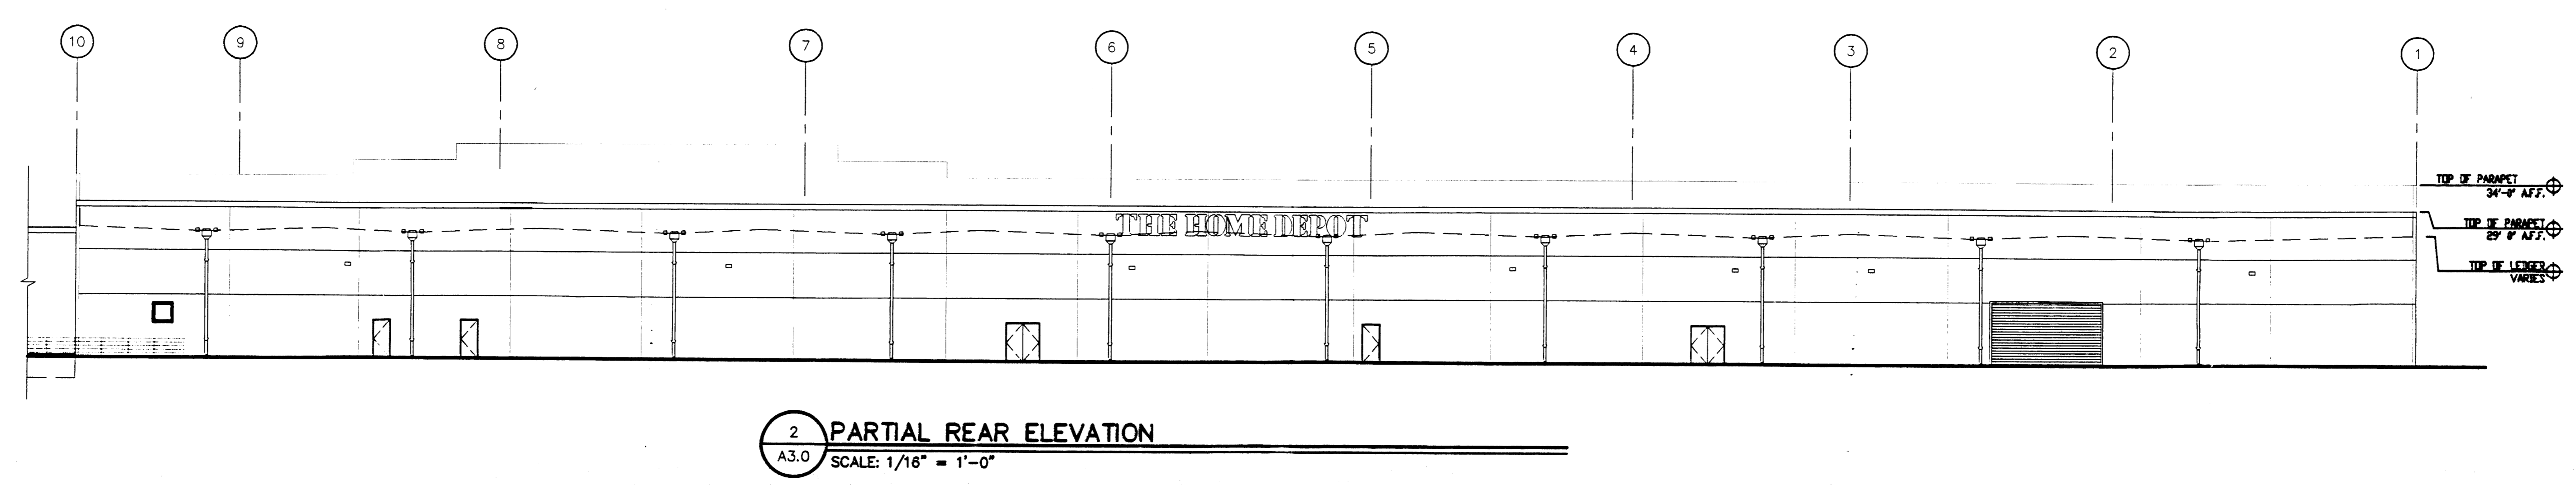 10 9 8 7 6 5 4 3 2 1
TOP OF PARAPET
34'-0" A.F.F.
THE HOME DEPOT
TOP OF PARAPET
29' 0" A.F.F.
TOP OF LEDGER
VARIES
2 PARTIAL REAR ELEVATION
A3.0 SCALE: 1/16" = 1'-0"